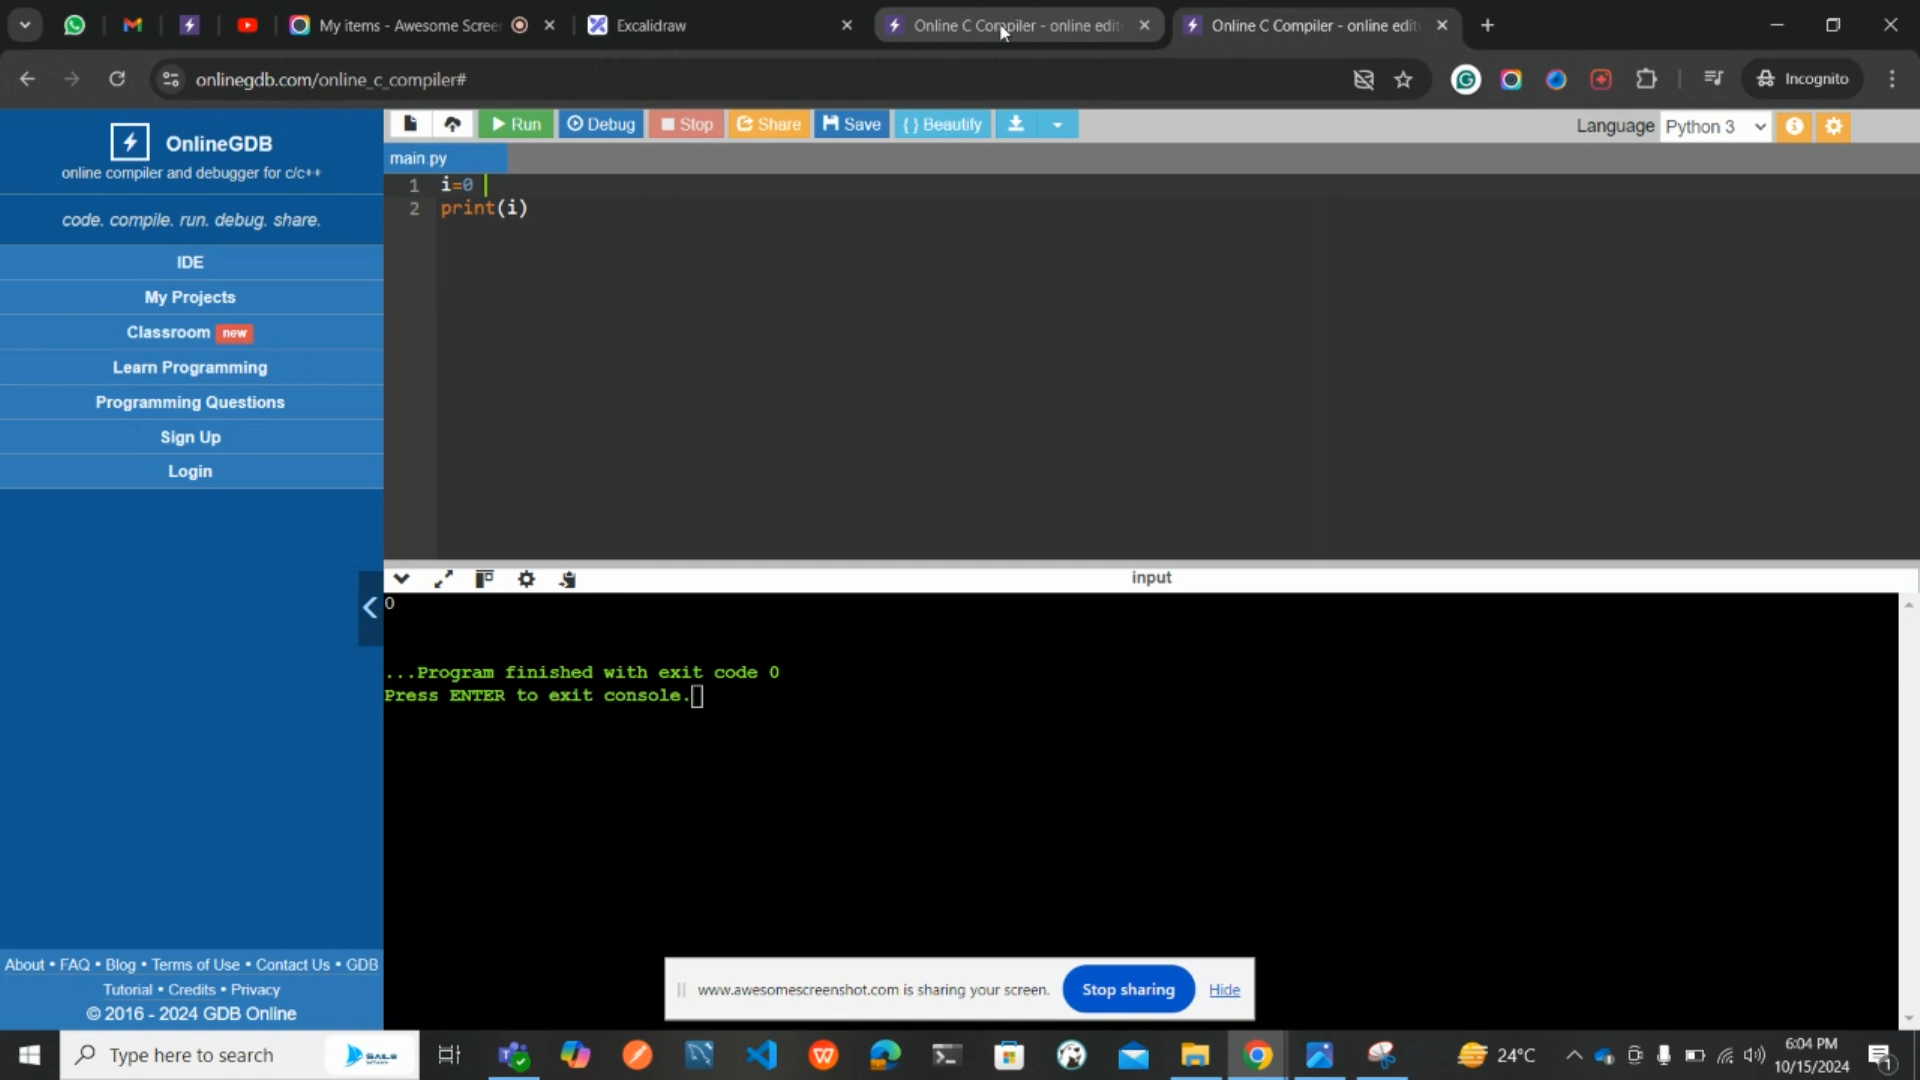 My items - Awesome Scree
Excalidraw
Online C Compiler - online edit
Online C Compiler - online edit
onlinegdb.com/online_c_compiler#
Incognito
OnlineGDB
online compiler and debugger for c/c++
code. compile. run. debug. share.
IDE
My Projects
Classroom new
Learn Programming
Programming Questions
Sign Up
Login
About • FAQ • Blog • Terms of Use • Contact Us • GDB
Tutorial • Credits • Privacy
© 2016 - 2024 GDB Online
Run Debug Stop Share Save { } Beautify
Language Python 3
main.py
1 i=0
2 print(i)
input
0
...Program finished with exit code 0
Press ENTER to exit console.
www.awesomescreenshot.com is sharing your screen. Stop sharing Hide
Type here to search
SALE
24°C
6:04 PM
10/15/2024
1